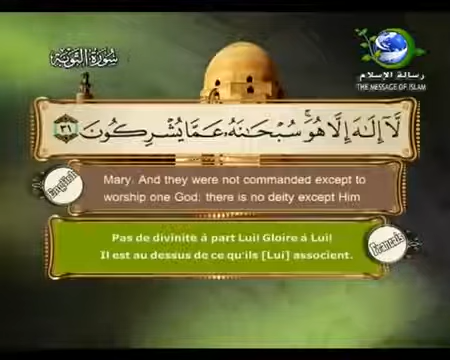 سورة التوبة
رسالة الإسلام
THE MESSAGE OF ISLAM
لَّآ إِلَـٰهَ إِلَّا هُوَ ۚ سُبْحَـٰنَهُۥ عَمَّا يُشْرِكُونَ ٣١
English
Mary. And they were not commanded except to
worship one God; there is no deity except Him
Pas de divinité à part Lui! Gloire à Lui!
Il est au dessus de ce qu'ils [Lui] associent.
Francais